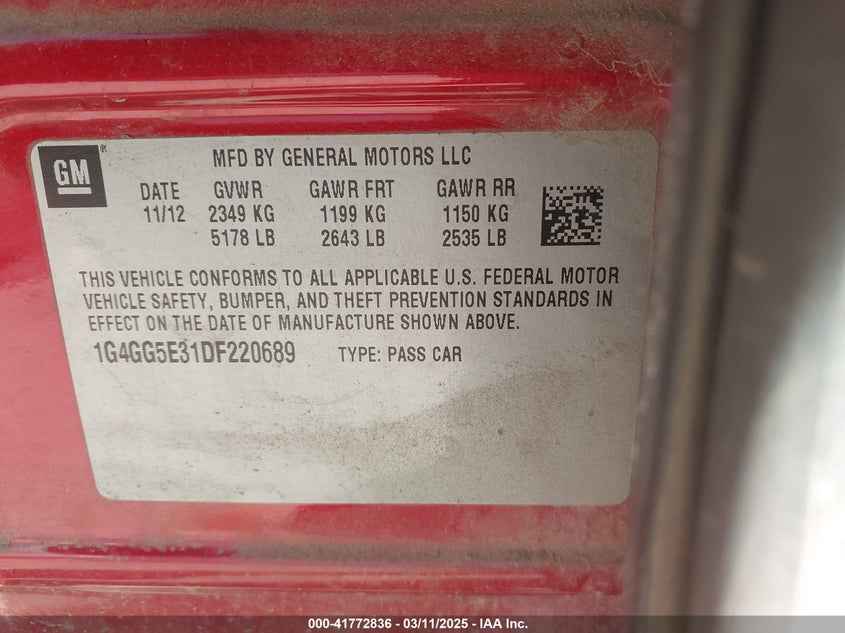 GM®
MFD BY GENERAL MOTORS LLC
DATE GVWR GAWR FRT GAWR RR
11/12 2349 KG 1199 KG 1150 KG
5178 LB 2643 LB 2535 LB
THIS VEHICLE CONFORMS TO ALL APPLICABLE U.S. FEDERAL MOTOR
VEHICLE SAFETY, BUMPER, AND THEFT PREVENTION STANDARDS IN
EFFECT ON THE DATE OF MANUFACTURE SHOWN ABOVE.
1G4GG5E31DF220689 TYPE: PASS CAR
000-41772836 - 03/11/2025 - IAA Inc.